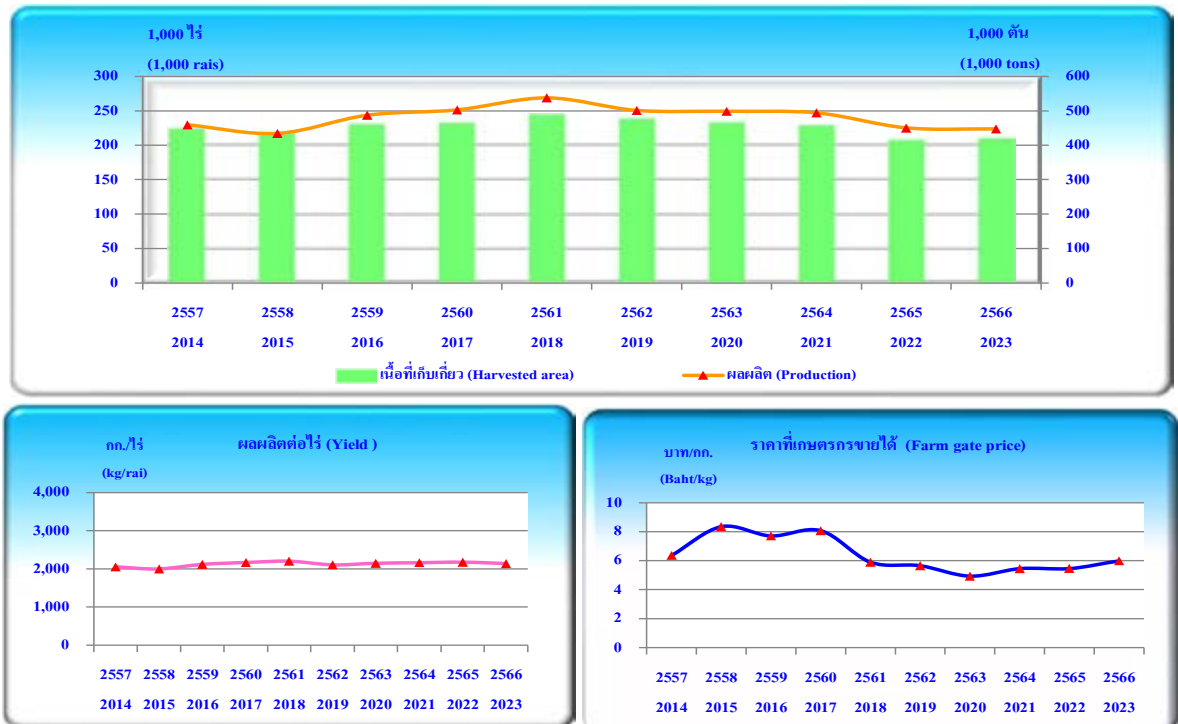 1,000 ไร่
(1,000 rais)
1,000 ตัน
(1,000 tons)
300
250
200
150
100
50
0
600
500
400
300
200
100
0
2557 2558 2559 2560 2561 2562 2563 2564 2565 2566
2014 2015 2016 2017 2018 2019 2020 2021 2022 2023
เนื้อที่เก็บเกี่ยว (Harvested area) ผลผลิต (Production)
กก./ไร่ ผลผลิตต่อไร่ (Yield )
(kg/rai)
4,000
3,000
2,000
1,000
0
2557 2558 2559 2560 2561 2562 2563 2564 2565 2566
2014 2015 2016 2017 2018 2019 2020 2021 2022 2023
บาท/กก. ราคาที่เกษตรกรขายได้ (Farm gate price)
(Baht/kg)
10
8
6
4
2
0
2557 2558 2559 2560 2561 2562 2563 2564 2565 2566
2014 2015 2016 2017 2018 2019 2020 2021 2022 2023